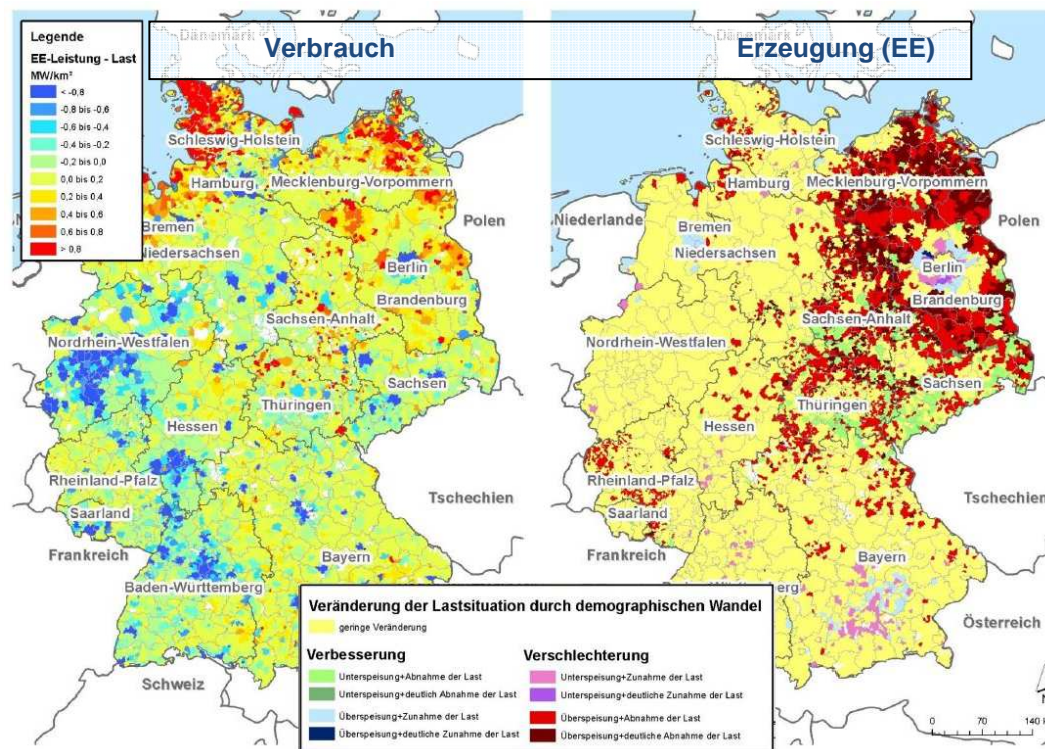 Dänemark
Verbrauch
Erzeugung (EE)
Legende
EE-Leistung - Last
MW/km²
< -0,8
-0,8 bis -0,6
-0,6 bis -0,4
-0,4 bis -0,2
-0,2 bis 0,0
0,0 bis 0,2
0,2 bis 0,4
0,4 bis 0,6
0,6 bis 0,8
> 0,8
Schleswig-Holstein
Hamburg
Mecklenburg-Vorpommern
Bremen
Niedersachsen
Polen
Berlin
Brandenburg
Sachsen-Anhalt
Nordrhein-Westfalen
Sachsen
Thüringen
Hessen
Rheinland-Pfalz
Saarland
Tschechien
Frankreich
Bayern
Baden-Württemberg
Schweiz
Dänemark
Schleswig-Holstein
Hamburg
Mecklenburg-Vorpommern
Niederlande
Bremen
Niedersachsen
Polen
Berlin
Brandenburg
Sachsen-Anhalt
Nordrhein-Westfalen
Sachsen
Thüringen
Hessen
Rheinland-Pfalz
Saarland
Tschechien
Frankreich
Bayern
Österreich
Veränderung der Lastsituation durch demographischen Wandel
geringe Veränderung
Verbesserung
Unterspeisung+Abnahme der Last
Unterspeisung+deutlich Abnahme der Last
Überspeisung+Zunahme der Last
Überspeisung+deutliche Zunahme der Last
Verschlechterung
Unterspeisung+Zunahme der Last
Unterspeisung+deutliche Zunahme der Last
Überspeisung+Abnahme der Last
Überspeisung+deutliche Abnahme der Last
0 70 140